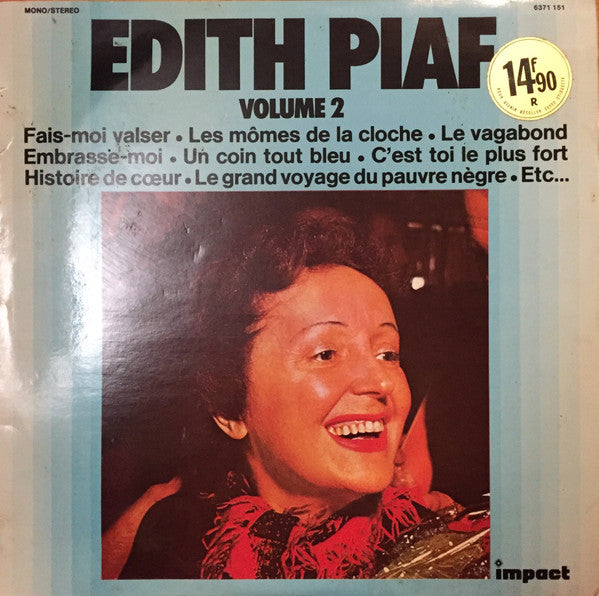 MONO/STEREO
6371 151
EDITH PIAF
14F90
R
VOLUME 2
Fais-moi valser • Les mômes de la cloche • Le vagabond
Embrasse-moi • Un coin tout bleu • C'est toi le plus fort
Histoire de cœur • Le grand voyage du pauvre nègre • Etc...
impact